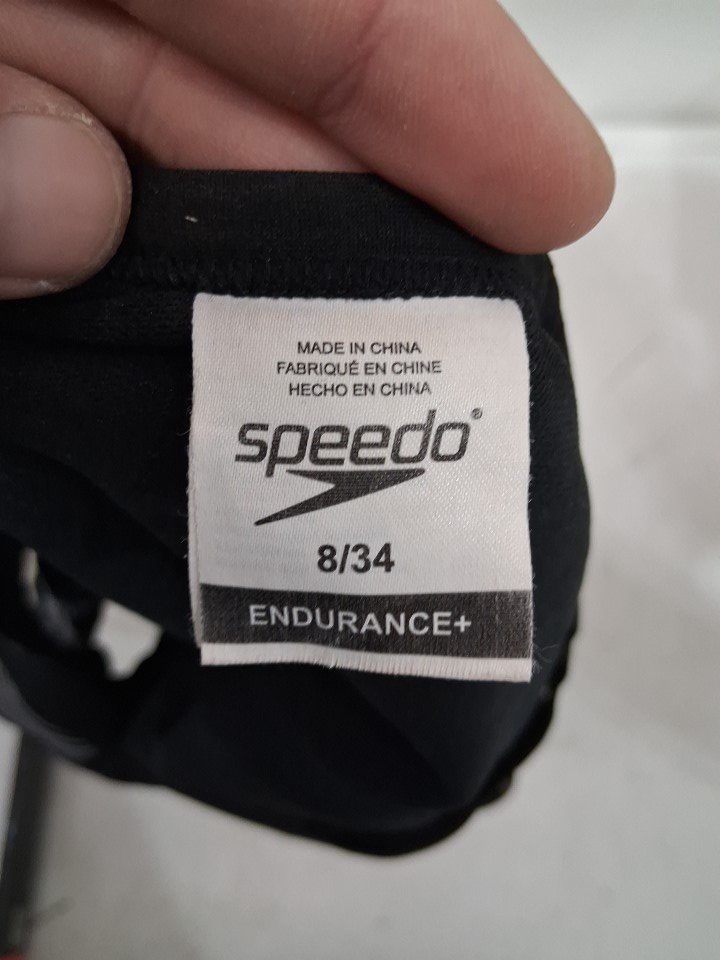 MADE IN CHINA
FABRIQUÉ EN CHINE
HECHO EN CHINA
speedo®
8/34
ENDURANCE+